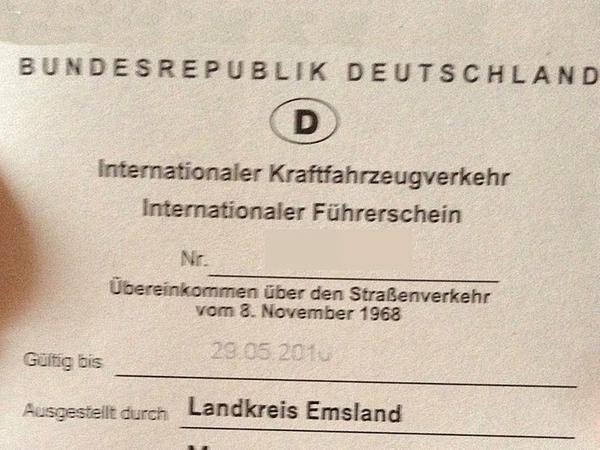 BUNDESREPUBLIK DEUTSCHLAND
D
Internationaler Kraftfahrzeugverkehr
Internationaler Führerschein
Nr.
Übereinkommen über den Straßenverkehr
vom 8. November 1968
Gültig bis
Ausgestellt durch Landkreis Emsland